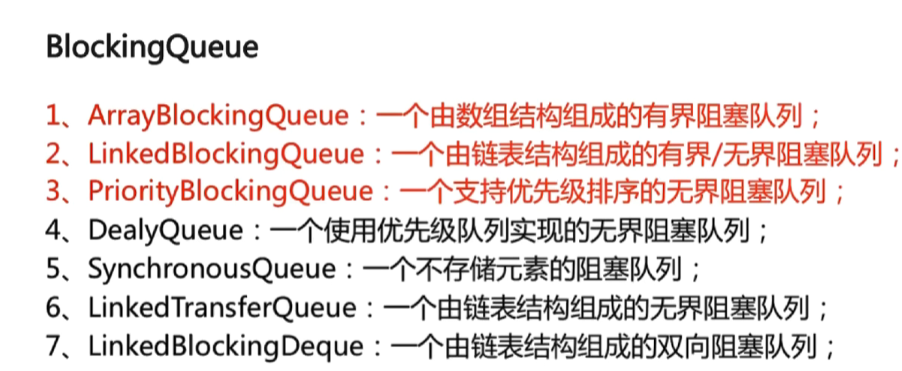 BlockingQueue
1、ArrayBlockingQueue：一个由数组结构组成的有界阻塞队列；
2、LinkedBlockingQueue：一个由链表结构组成的有界/无界阻塞队列；
3、PriorityBlockingQueue：一个支持优先级排序的无界阻塞队列；
4、DealyQueue：一个使用优先级队列实现的无界阻塞队列；
5、SynchronousQueue：一个不存储元素的阻塞队列；
6、LinkedTransferQueue：一个由链表结构组成的无界阻塞队列；
7、LinkedBlockingDeque：一个由链表结构组成的双向阻塞队列；